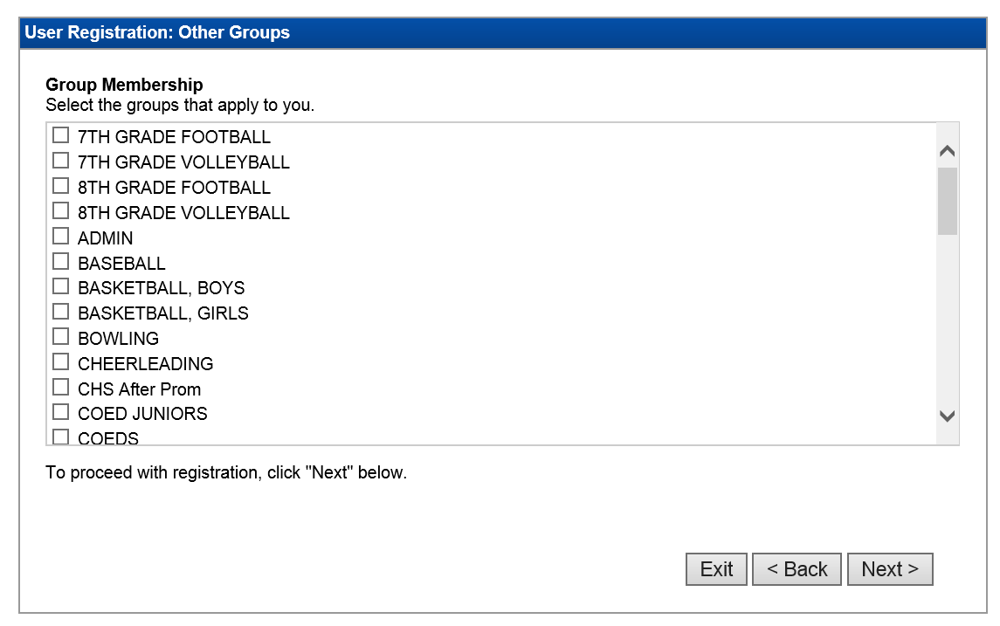 User Registration: Other Groups
Group Membership
Select the groups that apply to you.
7TH GRADE FOOTBALL
7TH GRADE VOLLEYBALL
8TH GRADE FOOTBALL
8TH GRADE VOLLEYBALL
ADMIN
BASEBALL
BASKETBALL, BOYS
BASKETBALL, GIRLS
BOWLING
CHEERLEADING
CHS After Prom
COED JUNIORS
COEDS
To proceed with registration, click "Next" below.
Exit < Back Next >